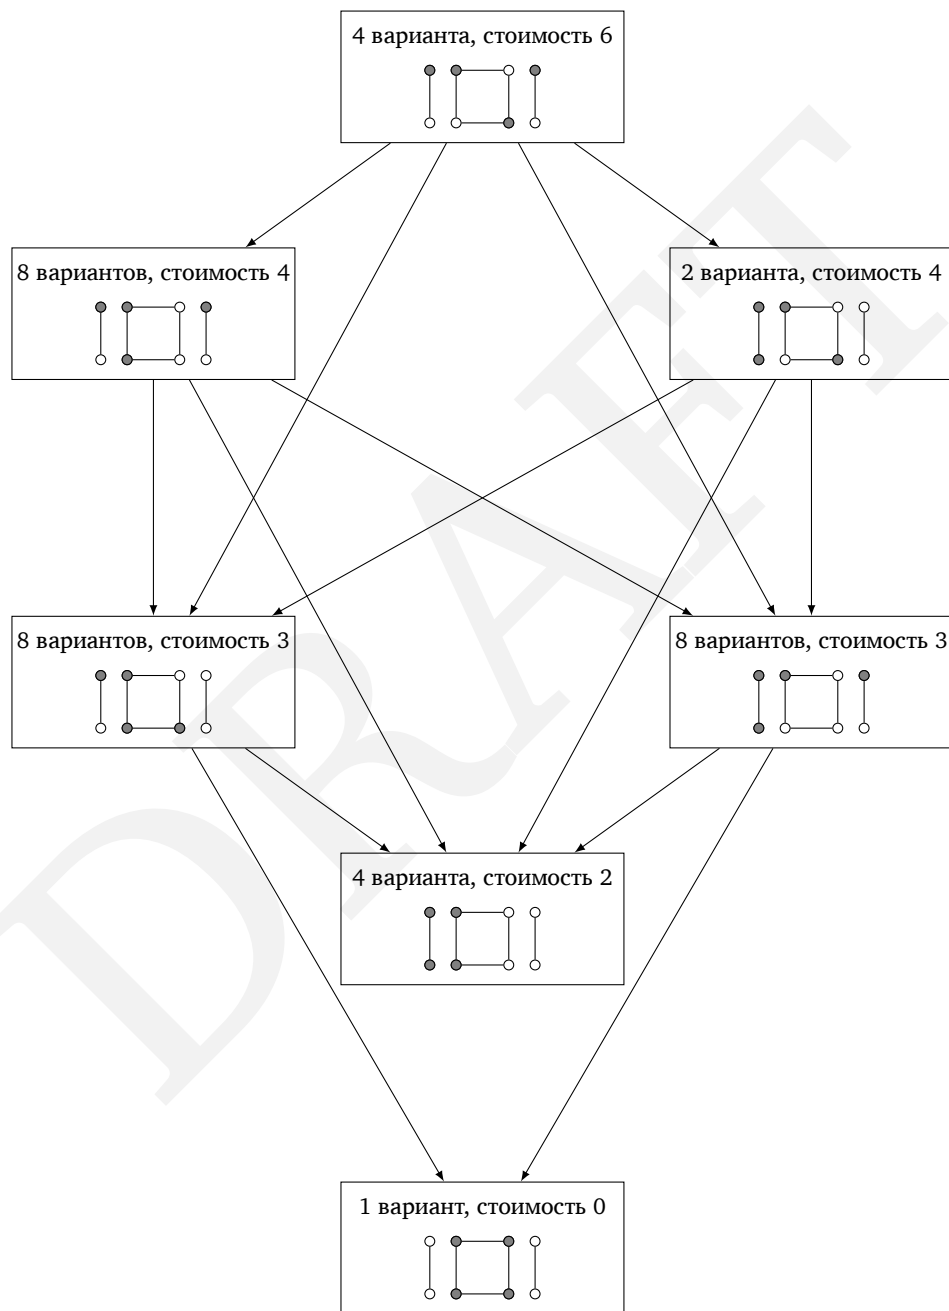 4 варианта, стоимость 6
8 вариантов, стоимость 4
2 варианта, стоимость 4
8 вариантов, стоимость 3
8 вариантов, стоимость 3
4 варианта, стоимость 2
1 вариант, стоимость 0
DRAFT